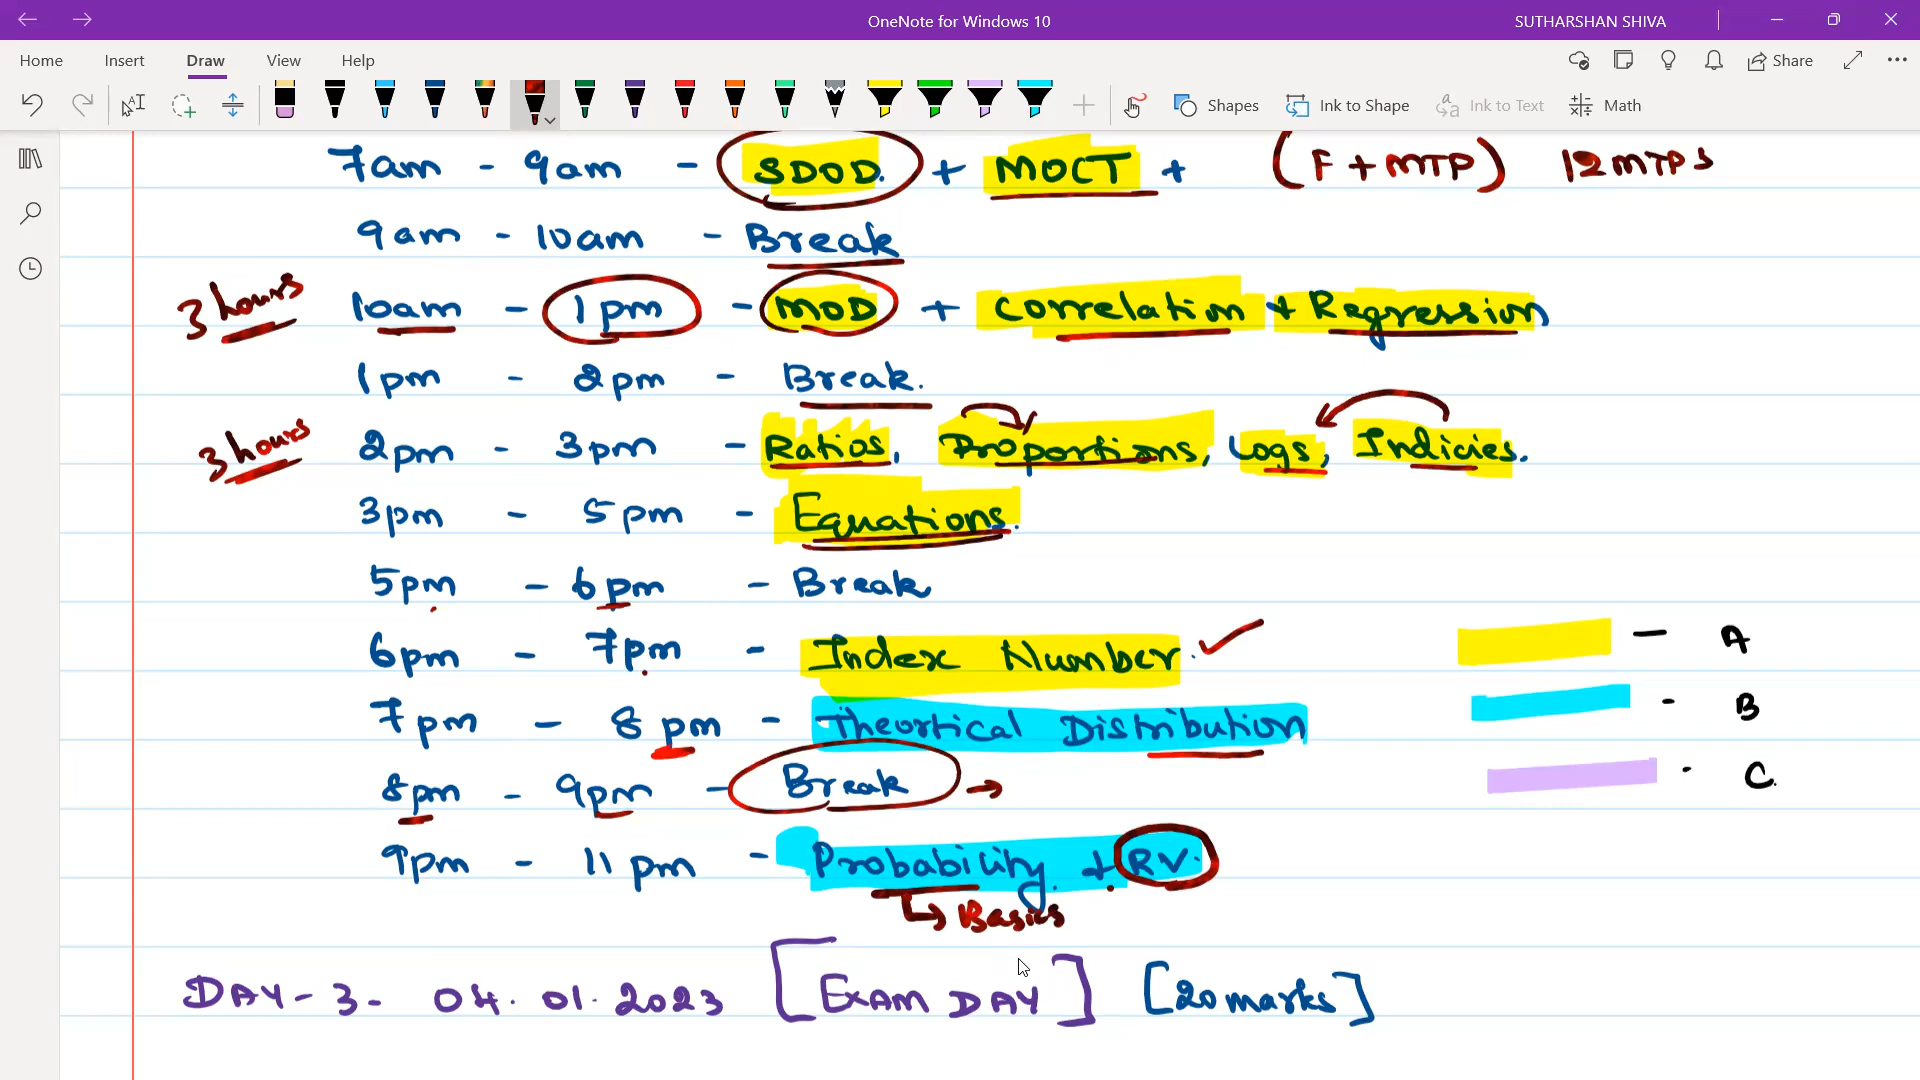 OneNote for Windows 10
SUTHARSHAN SHIVA
Home Insert Draw View Help
Share
Shapes Ink to Shape Ink to Text Math
7am - 9am - SDOD. + MOCT + (F + MTP) 12 MTPs
9am - 10am - Break
3 hours 10am - 1pm - MOD + Correlation + Regression
1pm - 2pm - Break.
3 hours 2pm - 3pm - Ratios, Proportions, Logs, Indicies.
3pm - 5pm - Equations.
5pm - 6pm - Break
6pm - 7pm - Index Number.
- A
7pm - 8pm - Theortical Distribution
- B
8pm - 9pm - Break
- C.
9pm - 11pm - Probability. + RV.
Basics
DAY-3- 04.01.2023 [EXAM DAY] [20 marks]